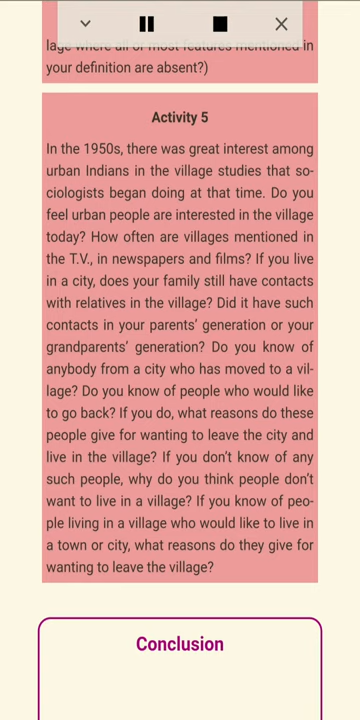 lage where all or most features mentioned in
your definition are absent?)
Activity 5
In the 1950s, there was great interest among
urban Indians in the village studies that so-
ciologists began doing at that time. Do you
feel urban people are interested in the village
today? How often are villages mentioned in
the T.V., in newspapers and films? If you live
in a city, does your family still have contacts
with relatives in the village? Did it have such
contacts in your parents’ generation or your
grandparents’ generation? Do you know of
anybody from a city who has moved to a vil-
lage? Do you know of people who would like
to go back? If you do, what reasons do these
people give for wanting to leave the city and
live in the village? If you don’t know of any
such people, why do you think people don’t
want to live in a village? If you know of peo-
ple living in a village who would like to live in
a town or city, what reasons do they give for
wanting to leave the village?
Conclusion